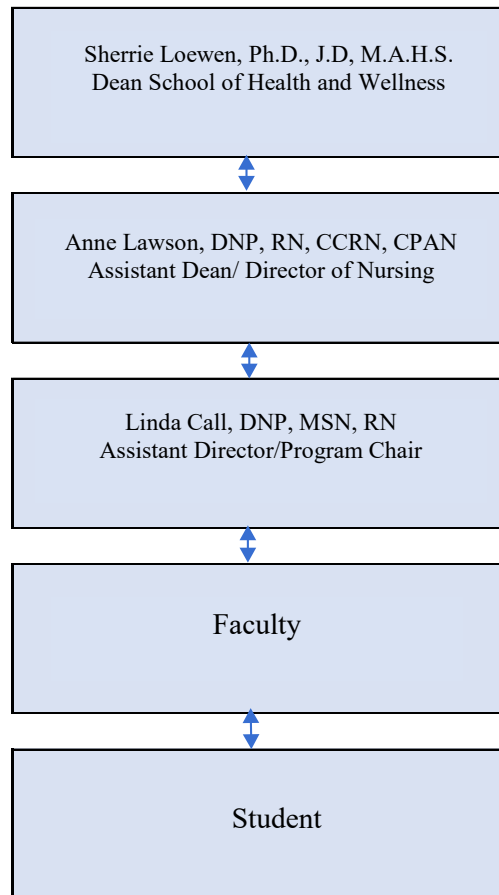 Sherrie Loewen, Ph.D., J.D, M.A.H.S.
Dean School of Health and Wellness
Anne Lawson, DNP, RN, CCRN, CPAN
Assistant Dean/ Director of Nursing
Linda Call, DNP, MSN, RN
Assistant Director/Program Chair
Faculty
Student